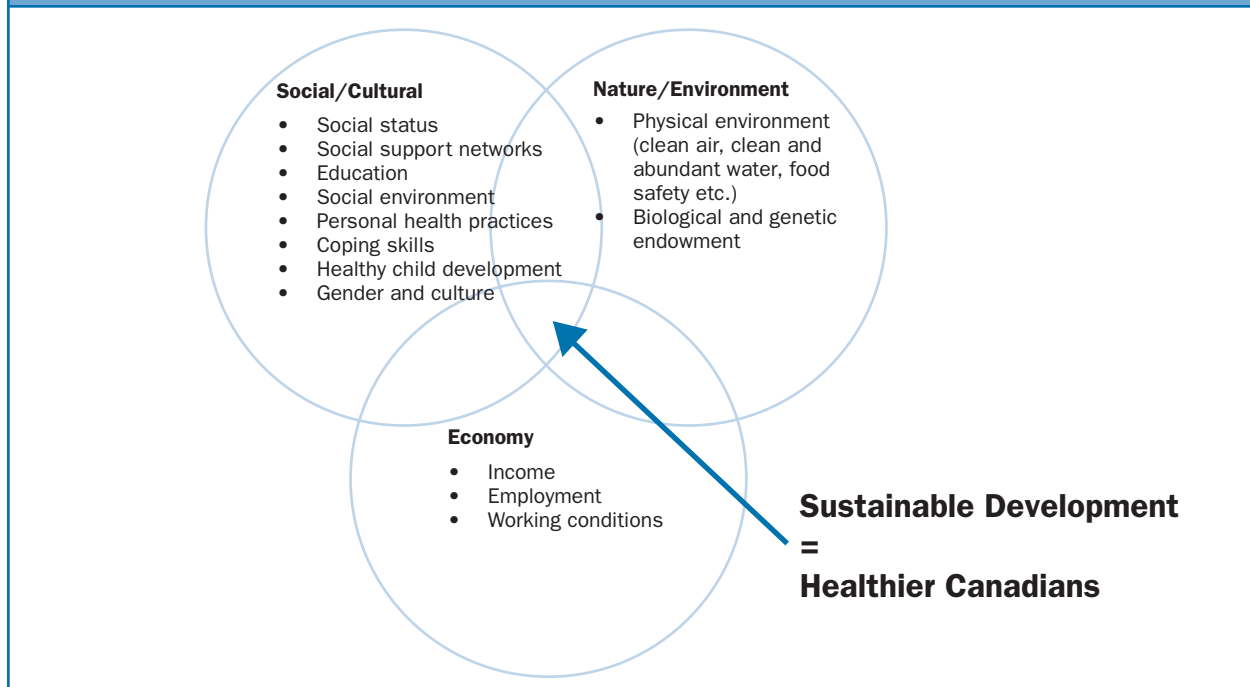 Social/Cultural
• Social status
• Social support networks
• Education
• Social environment
• Personal health practices
• Coping skills
• Healthy child development
• Gender and culture
Nature/Environment
• Physical environment
(clean air, clean and
abundant water, food
safety etc.)
• Biological and genetic
endowment
Economy
• Income
• Employment
• Working conditions
Sustainable Development
=
Healthier Canadians